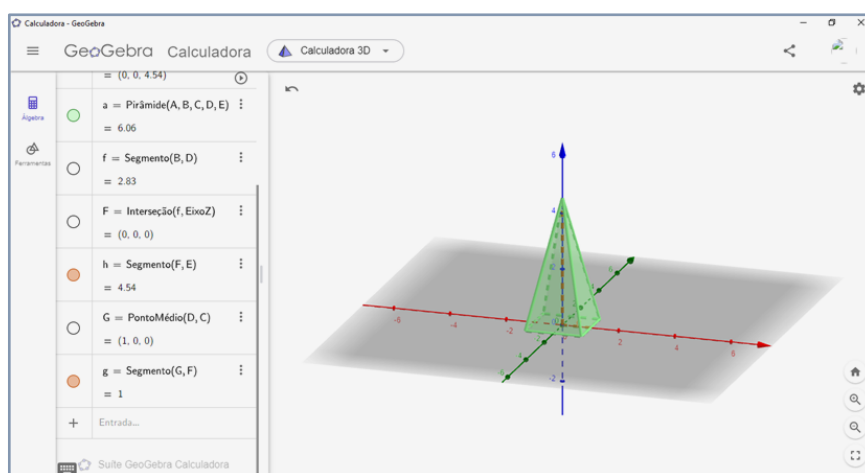 Calculadora - GeoGebra
GeoGebra Calculadora
Calculadora 3D
= (0, 0, 4.54)
Álgebra
a = Pirâmide(A, B, C, D, E)
= 6.06
Ferramentas
f = Segmento(B, D)
= 2.83
F = Interseção(f, EixoZ)
= (0, 0, 0)
h = Segmento(F, E)
= 4.54
G = PontoMédio(D, C)
= (1, 0, 0)
g = Segmento(G, F)
= 1
+ Entrada...
Suíte GeoGebra Calculadora
6
4
-2
-6
-4
-2
2
4
6